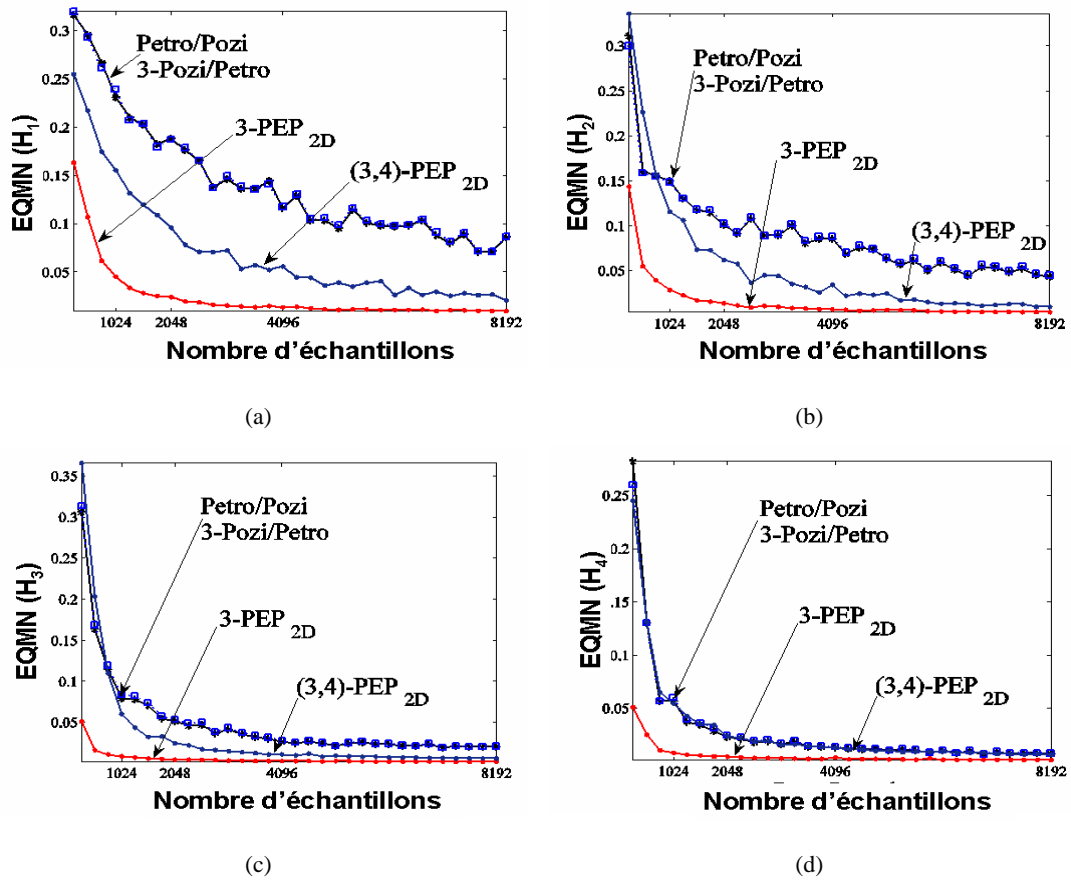 0.3
0.25
0.2
0.15
0.1
0.05
EQMN (H1)
Petro/Pozi
3-Pozi/Petro
3-PEP 2D
(3,4)-PEP 2D
1024 2048 4096 8192
Nombre d'échantillons
(a)
0.3
0.25
0.2
0.15
0.1
0.05
EQMN (H2)
Petro/Pozi
3-Pozi/Petro
(3,4)-PEP 2D
3-PEP 2D
1024 2048 4096 8192
Nombre d'échantillons
(b)
0.35
0.3
0.25
0.2
0.15
0.1
0.05
EQMN (H3)
Petro/Pozi
3-Pozi/Petro
3-PEP 2D
(3,4)-PEP 2D
1024 2048 4096 8192
Nombre d'échantillons
(c)
0.25
0.2
0.15
0.1
0.05
EQMN (H4)
Petro/Pozi
3-Pozi/Petro
3-PEP 2D
(3,4)-PEP 2D
1024 2048 4096 8192
Nombre d'échantillons
(d)